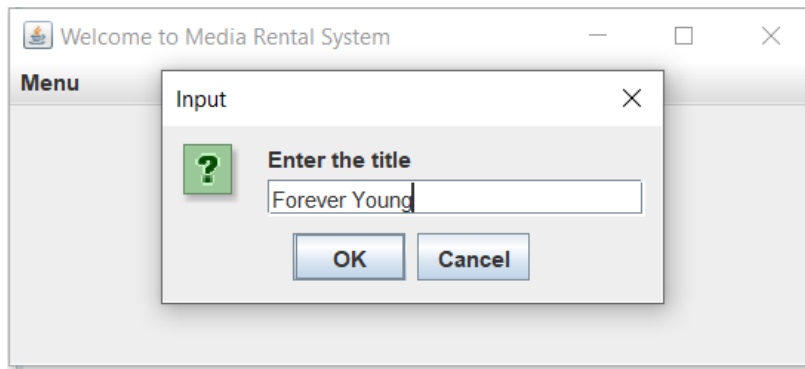 Welcome to Media Rental System
Menu
Input
?
Enter the title
Forever Young
OK Cancel